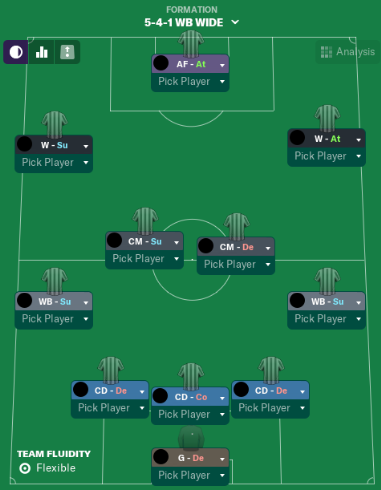 FORMATION
5-4-1 WB WIDE
Analysis
AF - At
Pick Player
W - Su
Pick Player
W - At
Pick Player
CM - Su
Pick Player
CM - De
Pick Player
WB - Su
Pick Player
WB - Su
Pick Player
CD - De
Pick Player
CD - Co
Pick Player
CD - De
Pick Player
G - De
Pick Player
TEAM FLUIDITY
Flexible